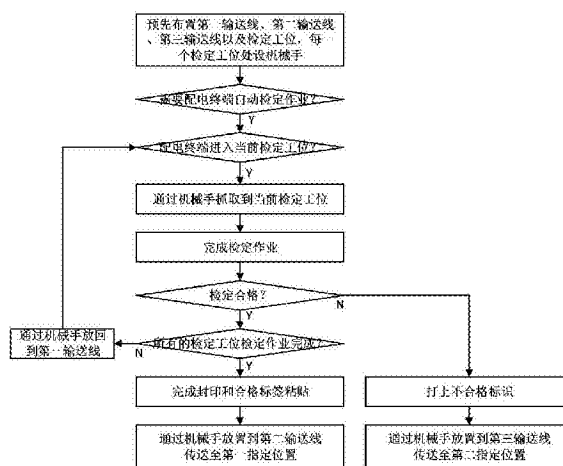 预先布置第一输送线、第二输送线
、第三输送线以及检定工位，每一
个检定工位处设机械手
需要配电终端自动检定作业？
Y
配电终端进入当前检定工位？
Y
通过机械手抓取到当前检定工位
完成检定作业
检定合格？
N
Y
通过机械手放回
到第一输送线
N
所有的检定工位检定作业完成？
Y
完成封印和合格标签粘贴
打上不合格标识
通过机械手放置到第二输送线
传送至第一指定位置
通过机械手放置到第三输送线
传送至第二指定位置